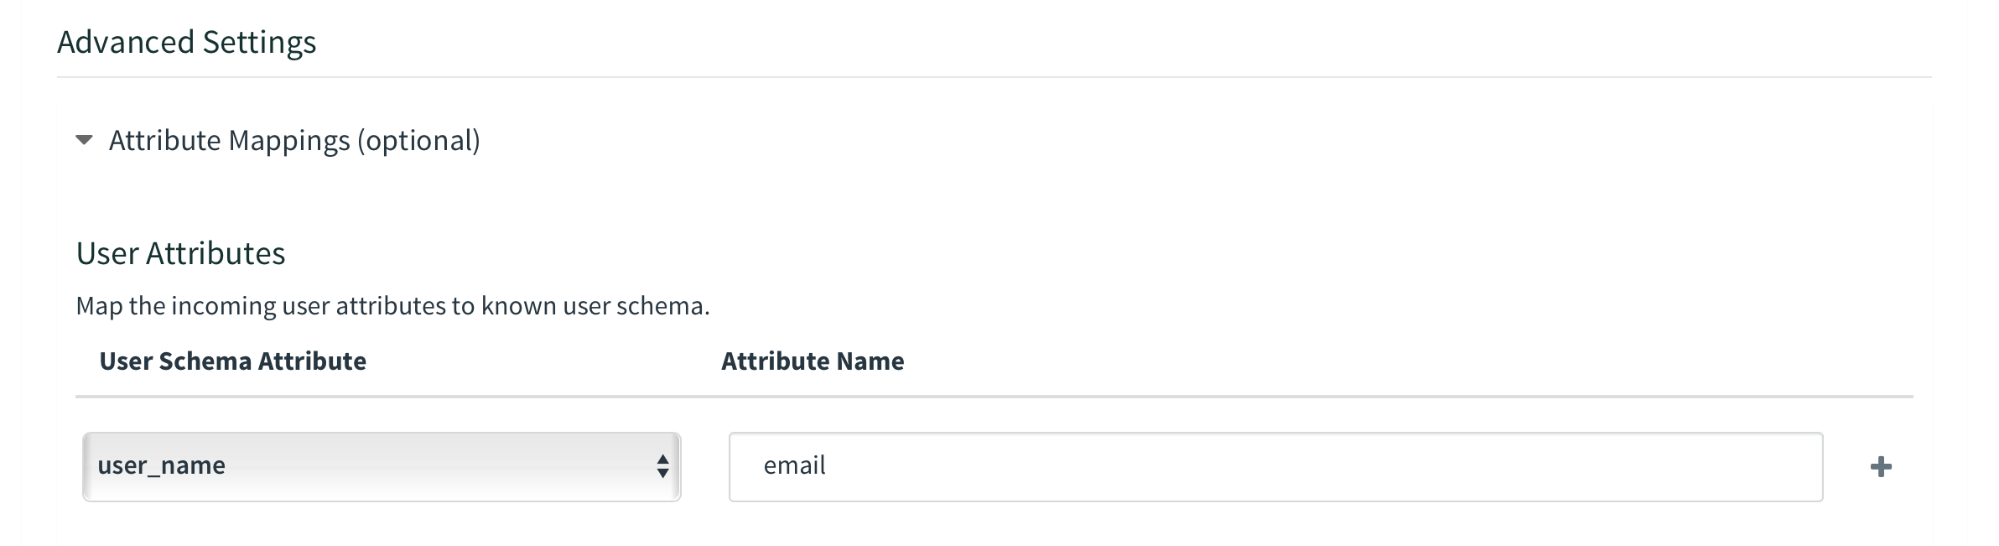 Advanced Settings
Attribute Mappings (optional)
User Attributes
Map the incoming user attributes to known user schema.
User Schema Attribute Attribute Name
user_name email